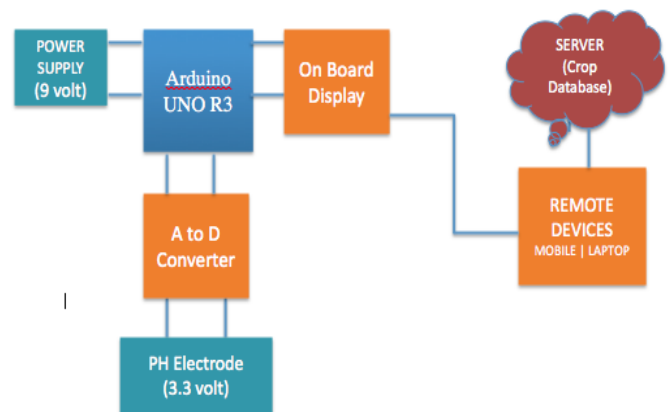 POWER
SUPPLY
(9 volt)
Arduino
UNO R3
On Board
Display
SERVER
(Crop
Database)
A to D
Converter
REMOTE
DEVICES
MOBILE | LAPTOP
PH Electrode
(3.3 volt)